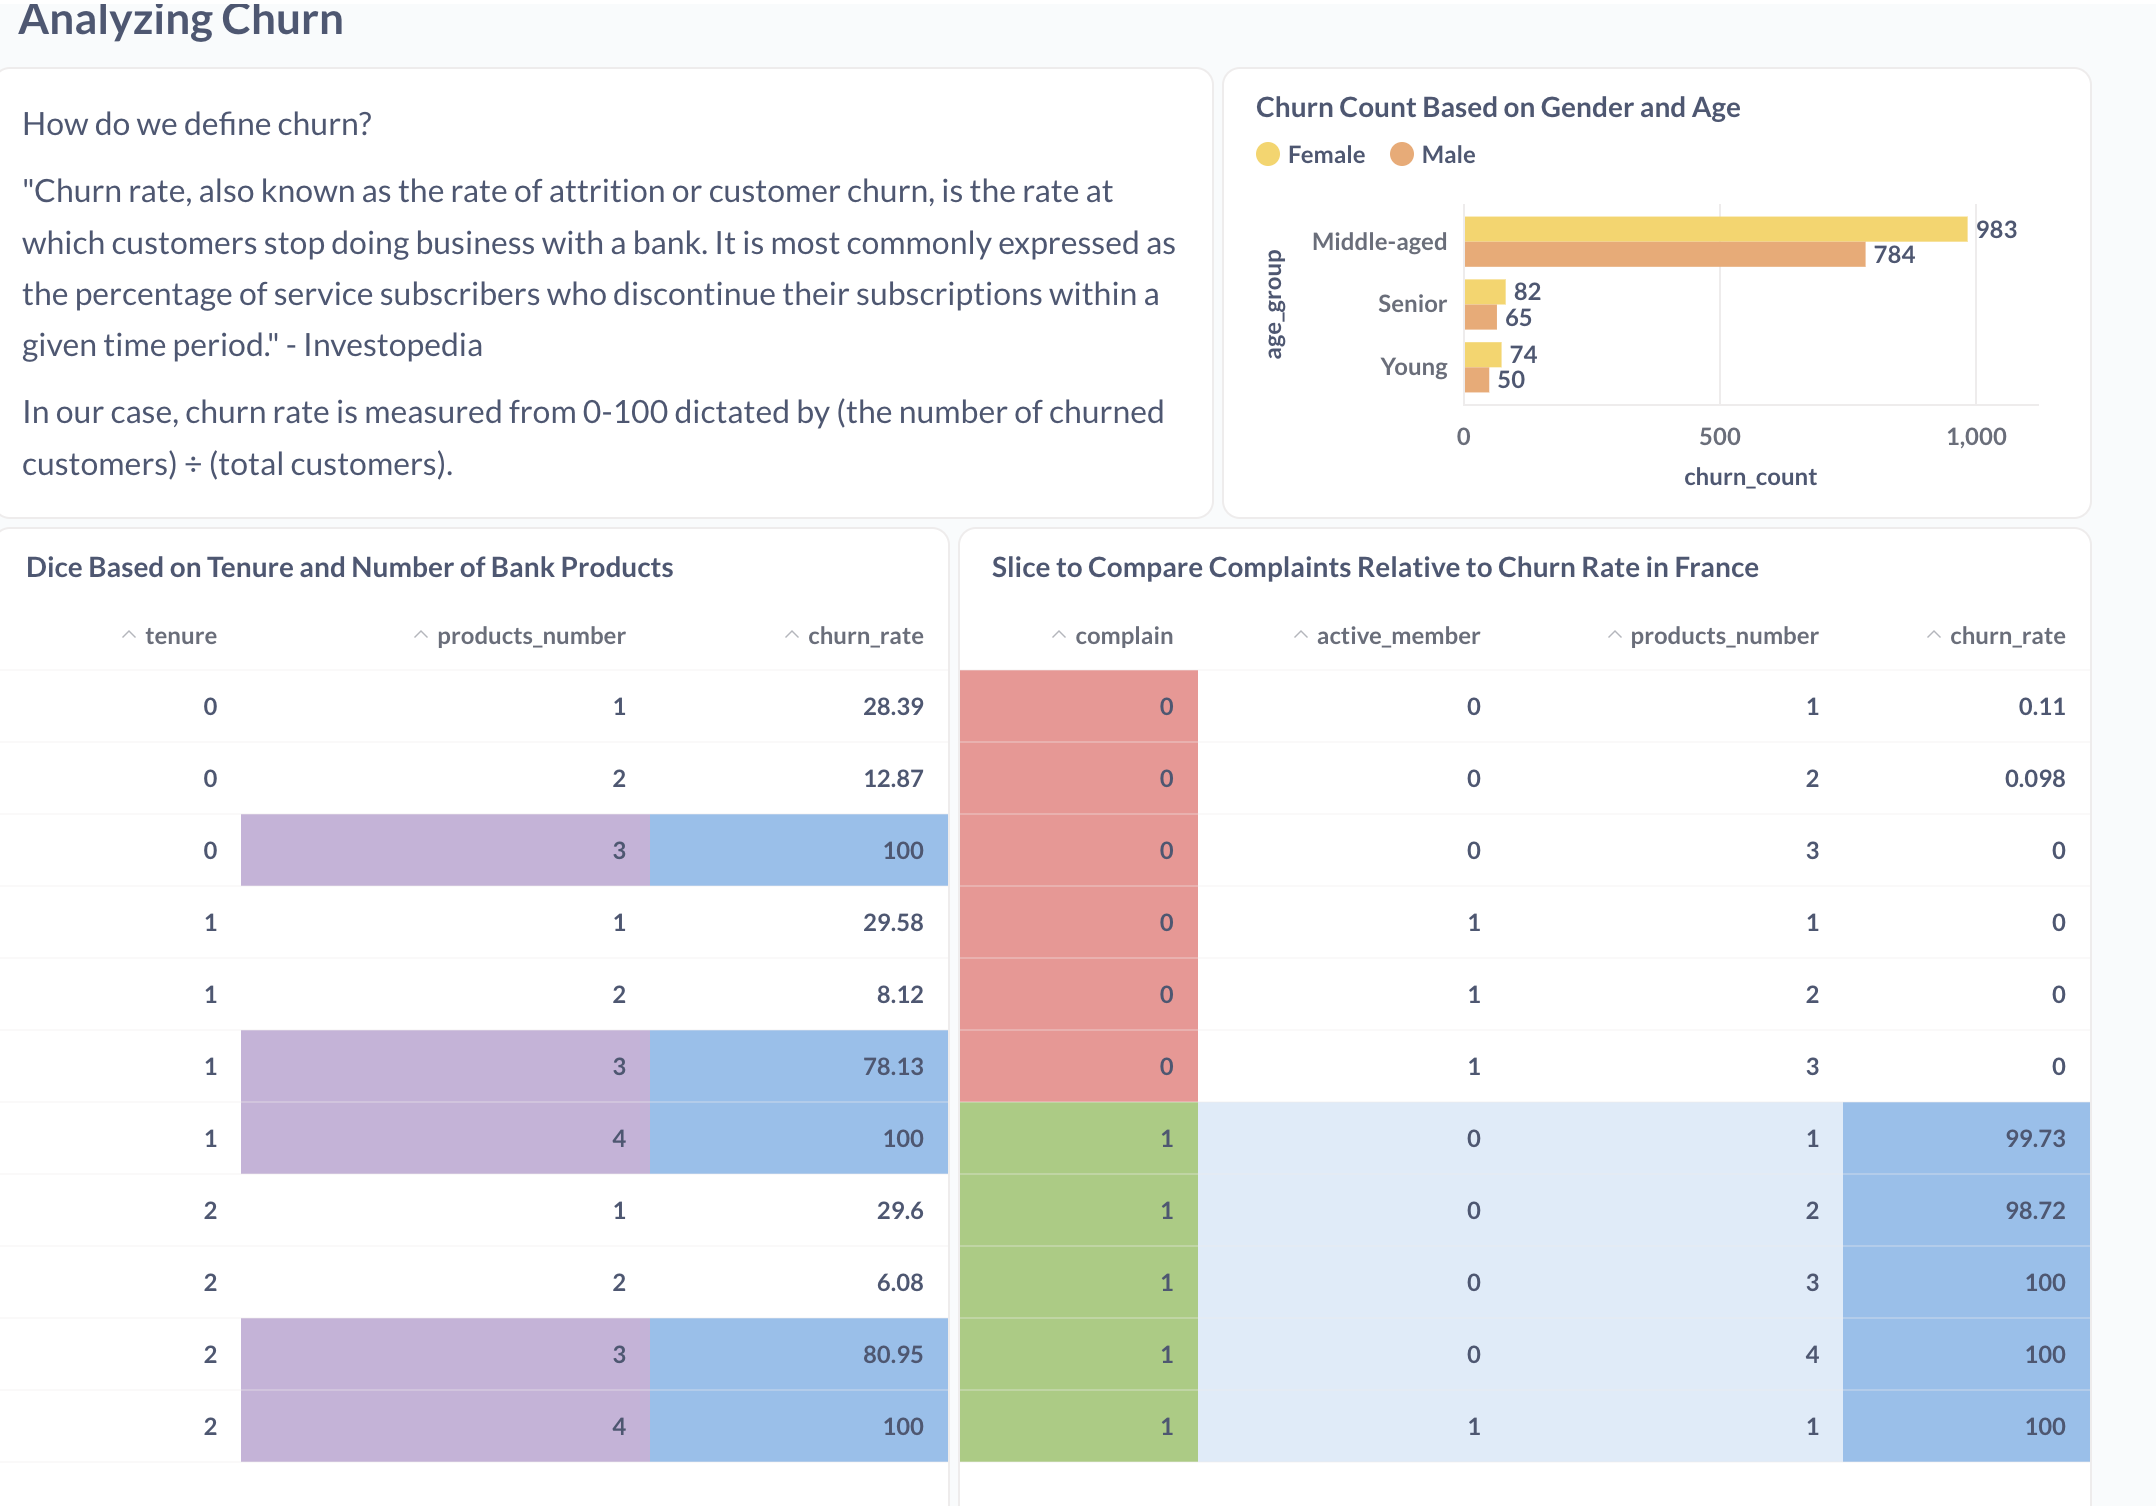 Analyzing Churn
How do we define churn?
"Churn rate, also known as the rate of attrition or customer churn, is the rate at
which customers stop doing business with a bank. It is most commonly expressed as
the percentage of service subscribers who discontinue their subscriptions within a
given time period." - Investopedia
In our case, churn rate is measured from 0-100 dictated by (the number of churned
customers) ÷ (total customers).
Churn Count Based on Gender and Age
Female Male
age_group
Middle-aged 983
784
Senior 82
65
Young 74
50
0 500 1,000
churn_count
Dice Based on Tenure and Number of Bank Products
tenure products_number churn_rate
0 1 28.39
0 2 12.87
0 3 100
1 1 29.58
1 2 8.12
1 3 78.13
1 4 100
2 1 29.6
2 2 6.08
2 3 80.95
2 4 100
Slice to Compare Complaints Relative to Churn Rate in France
complain active_member products_number churn_rate
0 0 1 0.11
0 0 2 0.098
0 0 3 0
0 1 1 0
0 1 2 0
0 1 3 0
1 0 1 99.73
1 0 2 98.72
1 0 3 100
1 0 4 100
1 1 1 100